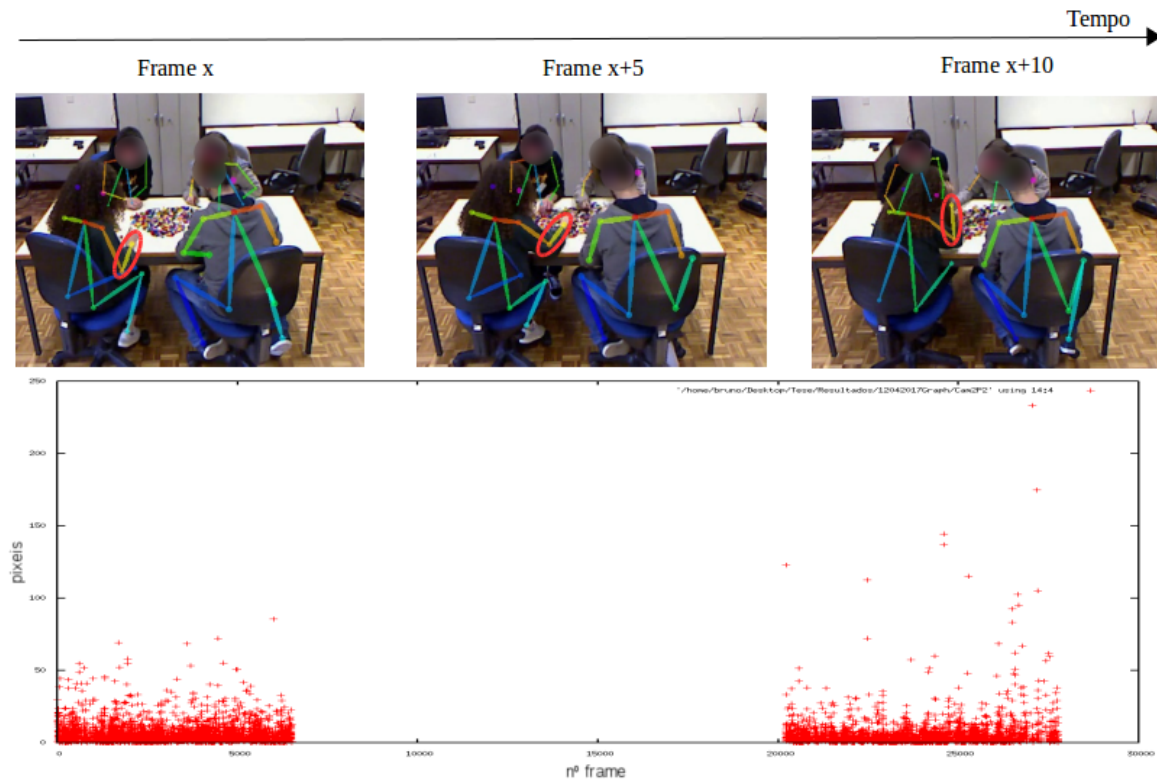 Tempo
Frame x
Frame x+5
Frame x+10
250
'/home/bruno/Desktop/Tese/Resultados/12042017Graph/Cam2P2' using 14:4
200
150
pixeis
100
50
0
0 5000 10000 15000 20000 25000 30000
nº frame